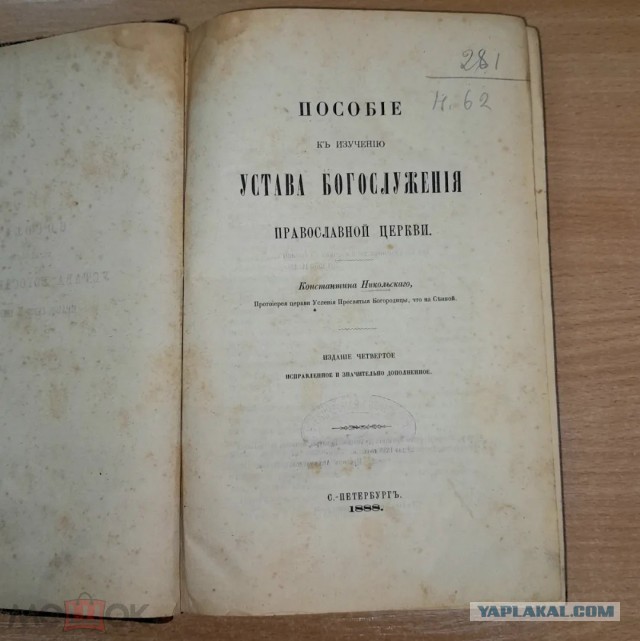 281
н. 62
ПОСОБІЕ
КЪ ИЗУЧЕНІЮ
УСТАВА БОГОСЛУЖЕНІЯ
ПРАВОСЛАВНОЙ ЦЕРКВИ.
Константина Никольскаго,
Протоіерея церкви Успенія Пресвятыя Богородицы, что на Сѣнной.
ИЗДАНІЕ ЧЕТВЕРТОЕ
ИСПРАВЛЕННОЕ И ЗНАЧИТЕЛЬНО ДОПОЛНЕННОЕ.
С.-ПЕТЕРБУРГЪ.
1888.
МЕШОК
YAPLAKAL.COM